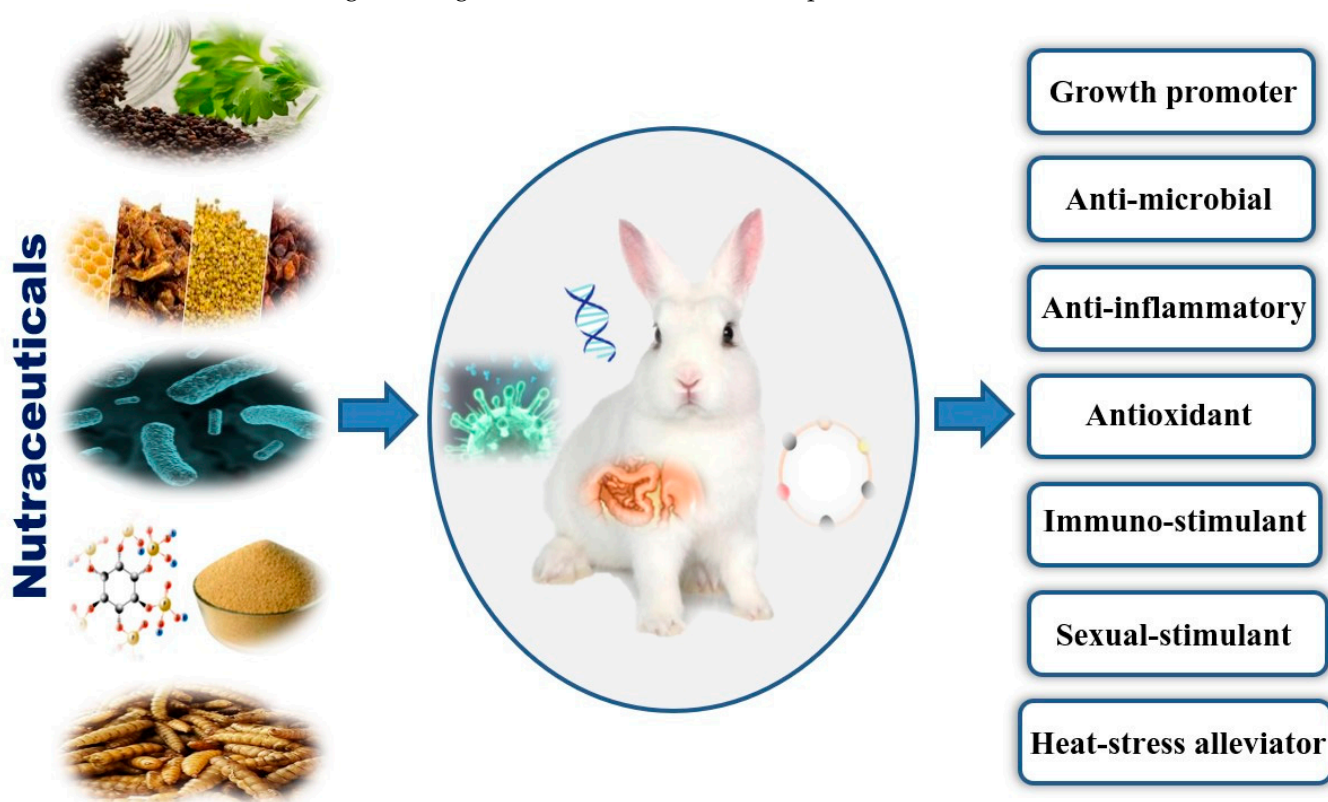 Nutraceuticals
Growth promoter
Anti-microbial
Anti-inflammatory
Antioxidant
Immuno-stimulant
Sexual-stimulant
Heat-stress alleviator